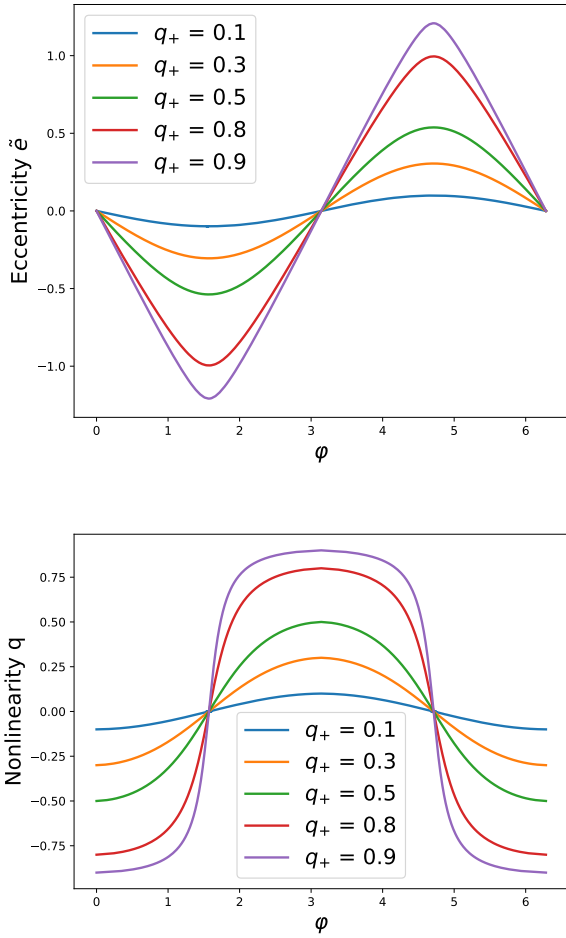 Eccentricity ẽ
1.0
0.5
0.0
−0.5
−1.0
q₊ = 0.1
q₊ = 0.3
q₊ = 0.5
q₊ = 0.8
q₊ = 0.9
0 1 2 3 4 5 6
φ
Nonlinearity q
0.75
0.50
0.25
0.00
−0.25
−0.50
−0.75
q₊ = 0.1
q₊ = 0.3
q₊ = 0.5
q₊ = 0.8
q₊ = 0.9
0 1 2 3 4 5 6
φ